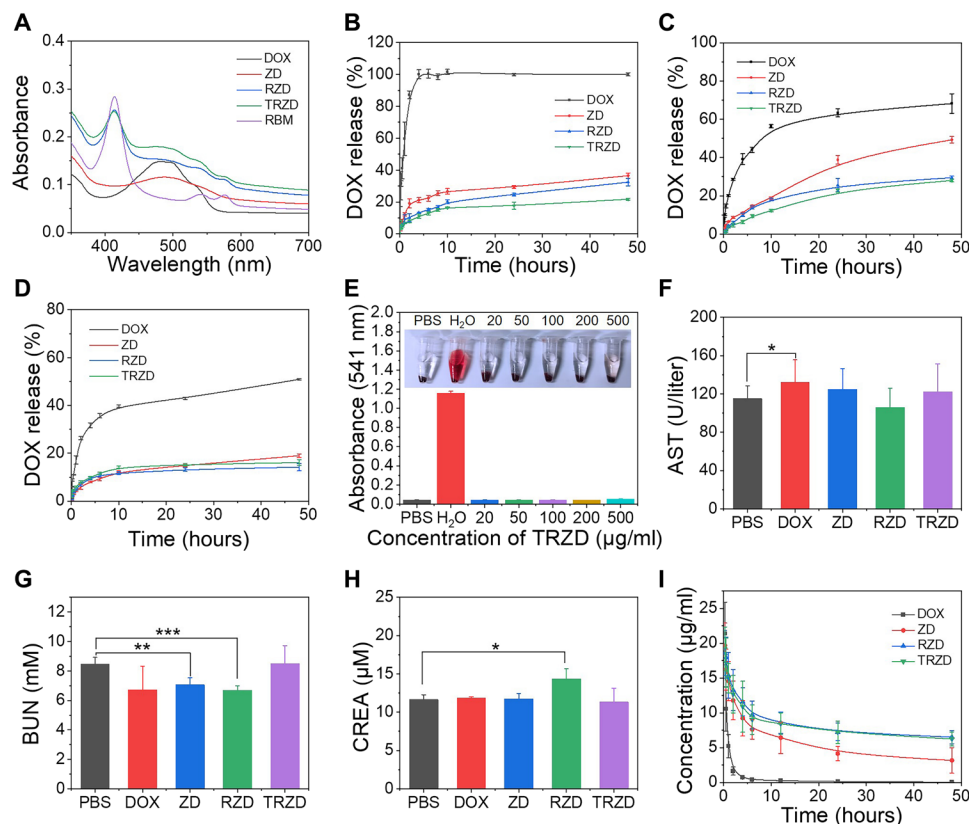 A
0.4
0.3
0.2
0.1
0.0
Absorbance
400
500
600
700
Wavelength (nm)
DOX
ZD
RZD
TRZD
RBM
B
120
100
80
60
40
20
0
DOX release (%)
0
10
20
30
40
50
Time (hours)
DOX
ZD
RZD
TRZD
C
100
80
60
40
20
0
DOX release (%)
0
10
20
30
40
50
Time (hours)
DOX
ZD
RZD
TRZD
D
80
60
40
20
0
DOX release (%)
0
10
20
30
40
50
Time (hours)
DOX
ZD
RZD
TRZD
E
2.0
1.8
1.6
1.4
1.2
1.0
0.8
0.6
0.4
0.2
0.0
Absorbance (541 nm)
PBS H₂O 20 50 100 200 500
PBS H₂O 20 50 100 200 500
Concentration of TRZD (μg/ml)
F
200
160
120
80
40
0
AST (U/liter)
*
PBS DOX ZD RZD TRZD
G
14
12
10
8
6
4
2
0
BUN (mM)
***
**
PBS DOX ZD RZD TRZD
H
25
20
15
10
5
0
CREA (μM)
*
PBS DOX ZD RZD TRZD
I
25
20
15
10
5
0
Concentration (μg/ml)
0
10
20
30
40
50
Time (hours)
DOX
ZD
RZD
TRZD